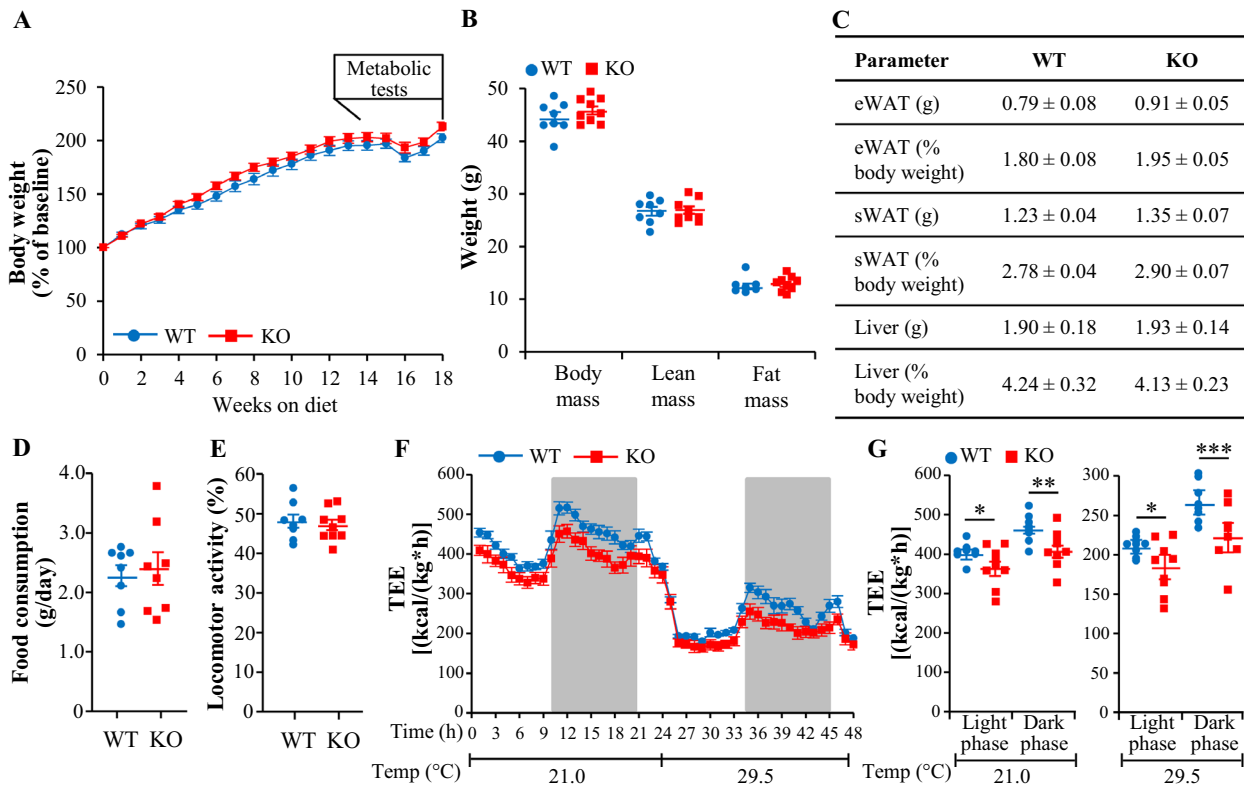 A
Body weight
(% of baseline)
250
200
150
100
50
0
Metabolic
tests
WT KO
0 2 4 6 8 10 12 14 16 18
Weeks on diet
B
WT KO
Weight (g)
50
40
30
20
10
0
Body
mass
Lean
mass
Fat
mass
C
Parameter WT KO
eWAT (g) 0.79 ± 0.08 0.91 ± 0.05
eWAT (%
body weight) 1.80 ± 0.08 1.95 ± 0.05
sWAT (g) 1.23 ± 0.04 1.35 ± 0.07
sWAT (%
body weight) 2.78 ± 0.04 2.90 ± 0.07
Liver (g) 1.90 ± 0.18 1.93 ± 0.14
Liver (%
body weight) 4.24 ± 0.32 4.13 ± 0.23
D
Food consumption
(g/day)
4.0
3.0
2.0
1.0
0
WT KO
E
Locomotor activity (%)
60
50
40
30
20
10
0
WT KO
F
WT KO
TEE
[(kcal/(kg*h)]
600
500
400
300
200
100
0
Time (h) 0 3 6 9 12 15 18 21 24 27 30 33 36 39 42 45 48
Temp (°C) 21.0 29.5
G
WT KO
TEE
[(kcal/(kg*h)]
600
500
400
300
200
100
0
* **
Light
phase
Dark
phase
300
250
200
150
100
50
0
* ***
Light
phase
Dark
phase
Temp (°C) 21.0 29.5